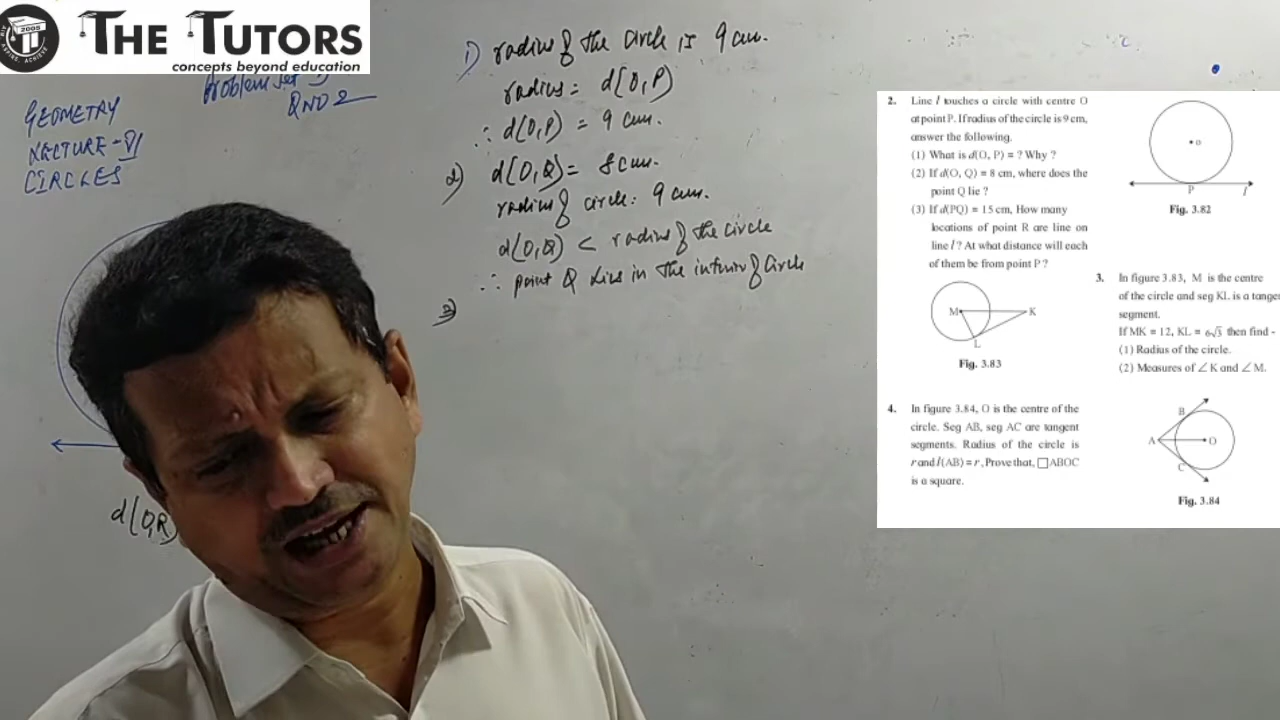 2005
THE TUTORS
concepts beyond education
Problem set
QNO 2
GEOMETRY
LECTURE - VI
CIRCLES
1) radius of the circle is 9 cm.
radius = d(O,P)
∴ d(O,P) = 9 cm.
2) d(O,Q) = 8 cm.
radius of circle: 9 cm.
d(O,Q) < radius of the circle
∴ point Q lies in the interior of circle
3)
d(O,R)
2. Line l touches a circle with centre O
at point P. If radius of the circle is 9 cm,
answer the following.
(1) What is d(O, P) = ? Why ?
(2) If d(O, Q) = 8 cm, where does the
point Q lie ?
(3) If d(PQ) = 15 cm, How many
locations of point R are line on
line l ? At what distance will each
of them be from point P ?
O
P
l
Fig. 3.82
M
K
L
Fig. 3.83
3. In figure 3.83, M is the centre
of the circle and seg KL is a tange
segment.
If MK = 12, KL = 6√3 then find -
(1) Radius of the circle.
(2) Measures of ∠K and ∠M.
4. In figure 3.84, O is the centre of the
circle. Seg AB, seg AC are tangent
segments. Radius of the circle is
r and l(AB) = r, Prove that, □ABOC
is a square.
B
A
O
C
Fig. 3.84